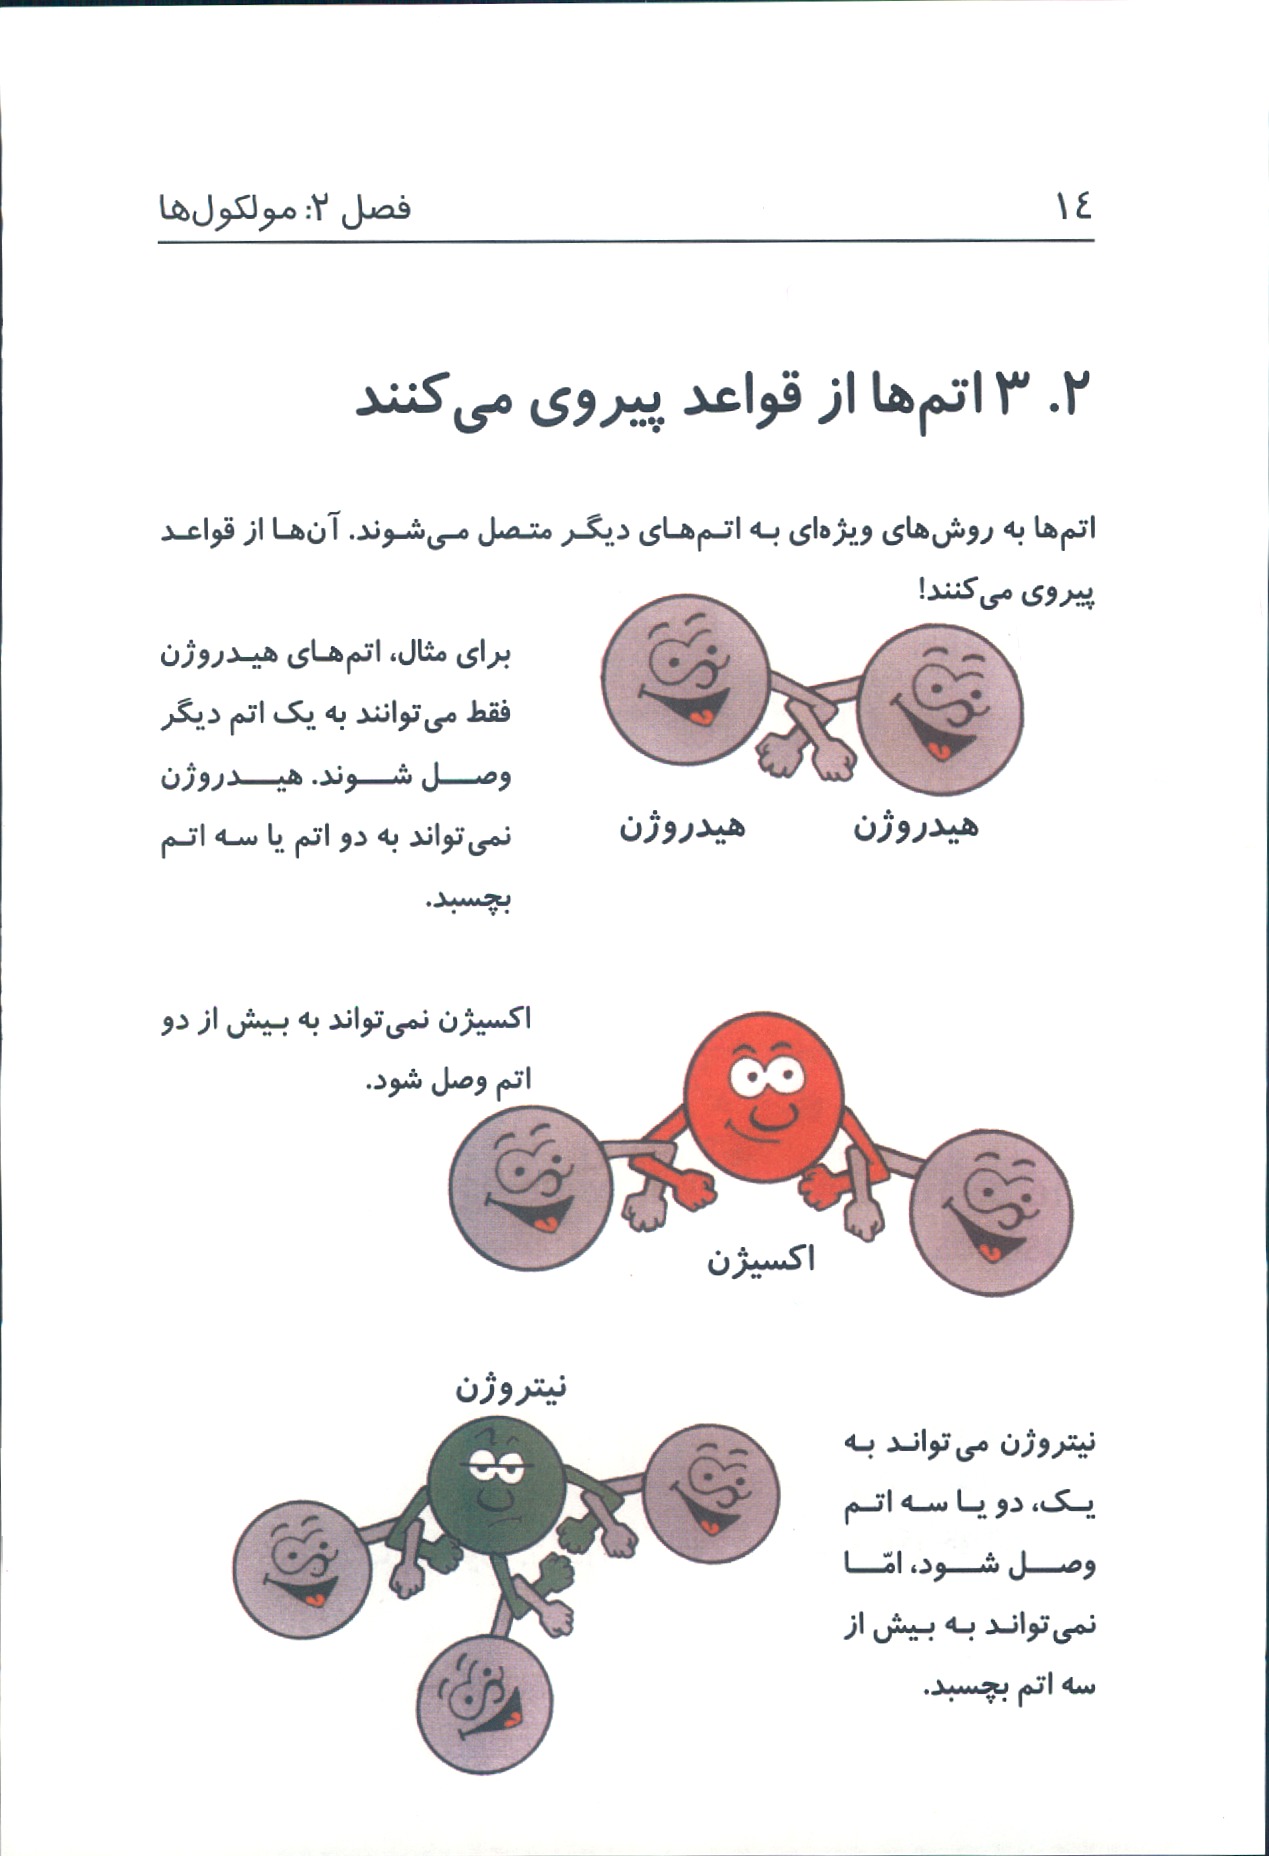 ١٤
فصل ۲: مولکول‌ها
۲. ۳ اتم‌ها از قواعد پیروی می‌کنند
اتم‌ها به روش‌های ویژه‌ای به اتم‌های دیگر متصل می‌شوند. آن‌ها از قواعد
پیروی می‌کنند!
برای مثال، اتم‌های هیدروژن
فقط می‌توانند به یک اتم دیگر
وصل شوند. هیدروژن
نمی‌تواند به دو اتم یا سه اتم
بچسبد.
هیدروژن
هیدروژن
اکسیژن نمی‌تواند به بیش از دو
اتم وصل شود.
اکسیژن
نیتروژن
نیتروژن می‌تواند به
یک، دو یا سه اتم
وصل شود، امّا
نمی‌تواند به بیش از
سه اتم بچسبد.